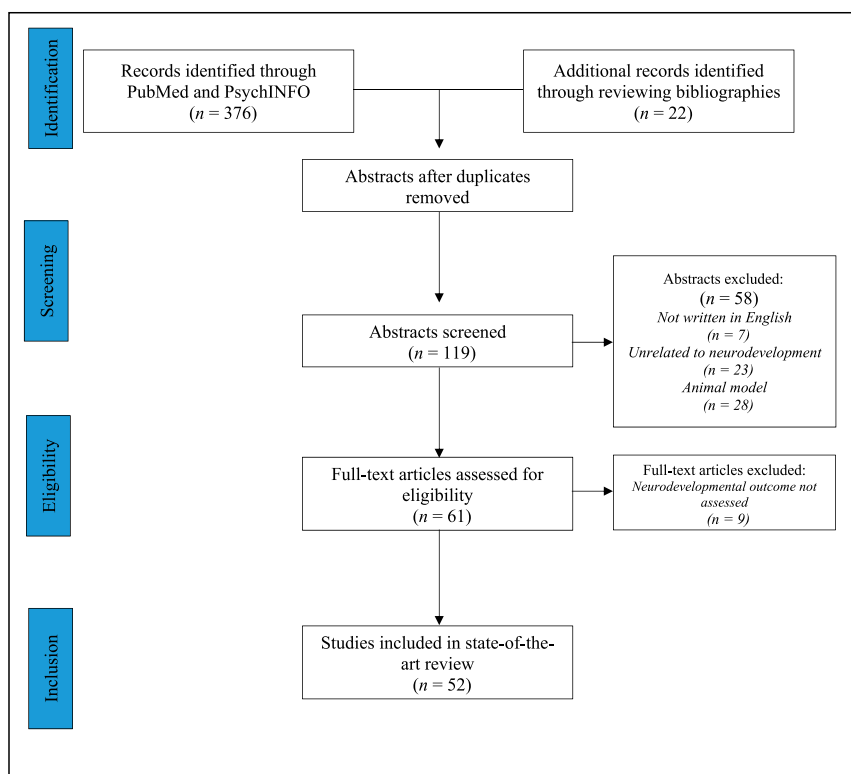 Identification
Records identified through
PubMed and PsychINFO
(n = 376)
Additional records identified
through reviewing bibliographies
(n = 22)
Abstracts after duplicates
removed
Screening
Abstracts screened
(n = 119)
Abstracts excluded:
(n = 58)
Not written in English
(n = 7)
Unrelated to neurodevelopment
(n = 23)
Animal model
(n = 28)
Eligibility
Full-text articles assessed for
eligibility
(n = 61)
Full-text articles excluded:
Neurodevelopmental outcome not
assessed
(n = 9)
Inclusion
Studies included in state-of-the-
art review
(n = 52)